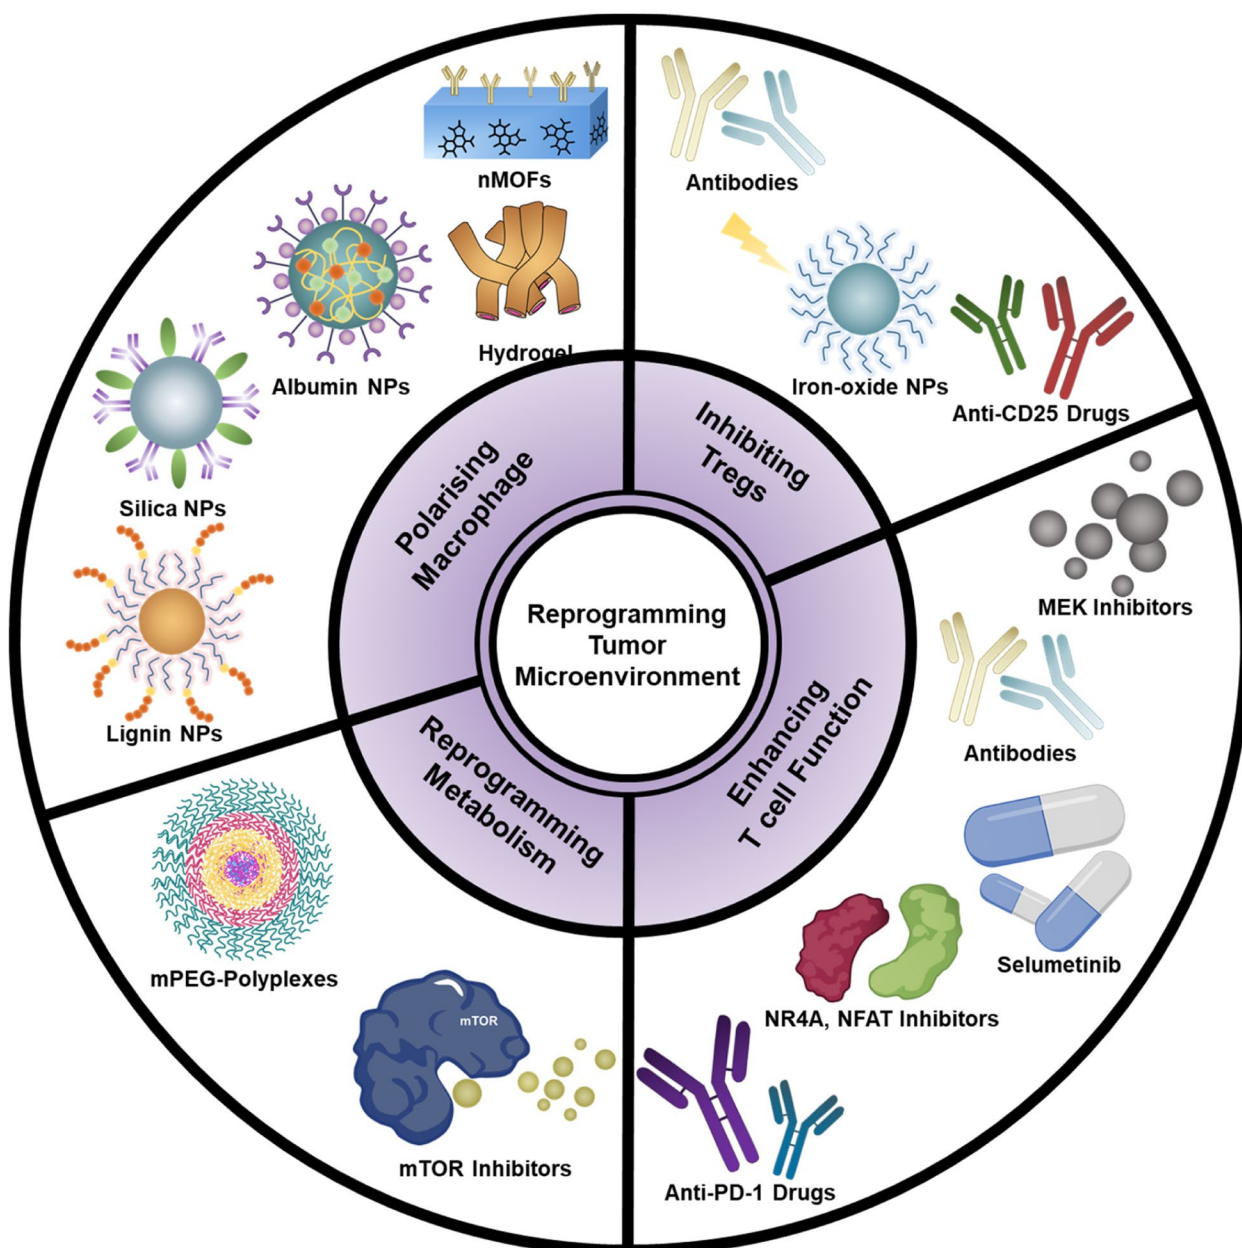 nMOFs
Hydrogel
Albumin NPs
Silica NPs
Lignin NPs
Polarising
Macrophage
Antibodies
Iron-oxide NPs
Anti-CD25 Drugs
Inhibiting
Tregs
Reprogramming
Tumor
Microenvironment
MEK Inhibitors
Antibodies
Selumetinib
NR4A, NFAT Inhibitors
Anti-PD-1 Drugs
Enhancing
T cell Function
Reprogramming
Metabolism
mPEG-Polyplexes
mTOR
mTOR Inhibitors